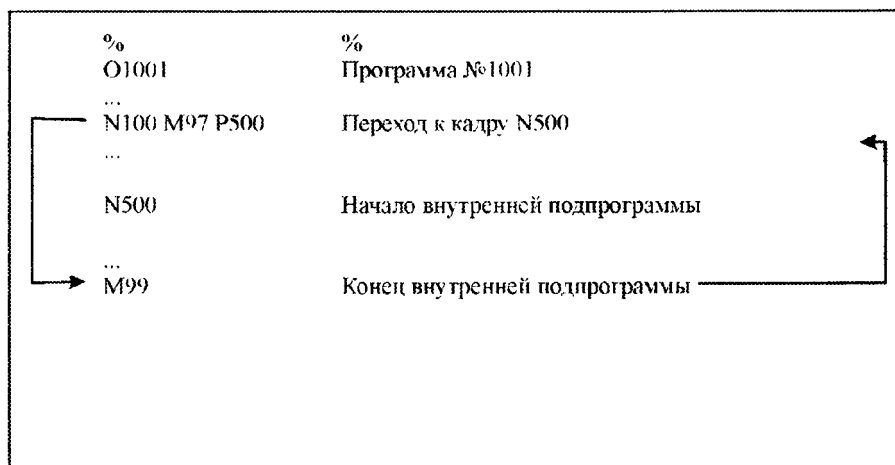 % %
O1001 Программа №1001
...
N100 M97 P500 Переход к кадру N500
...
N500 Начало внутренней подпрограммы
...
M99 Конец внутренней подпрограммы